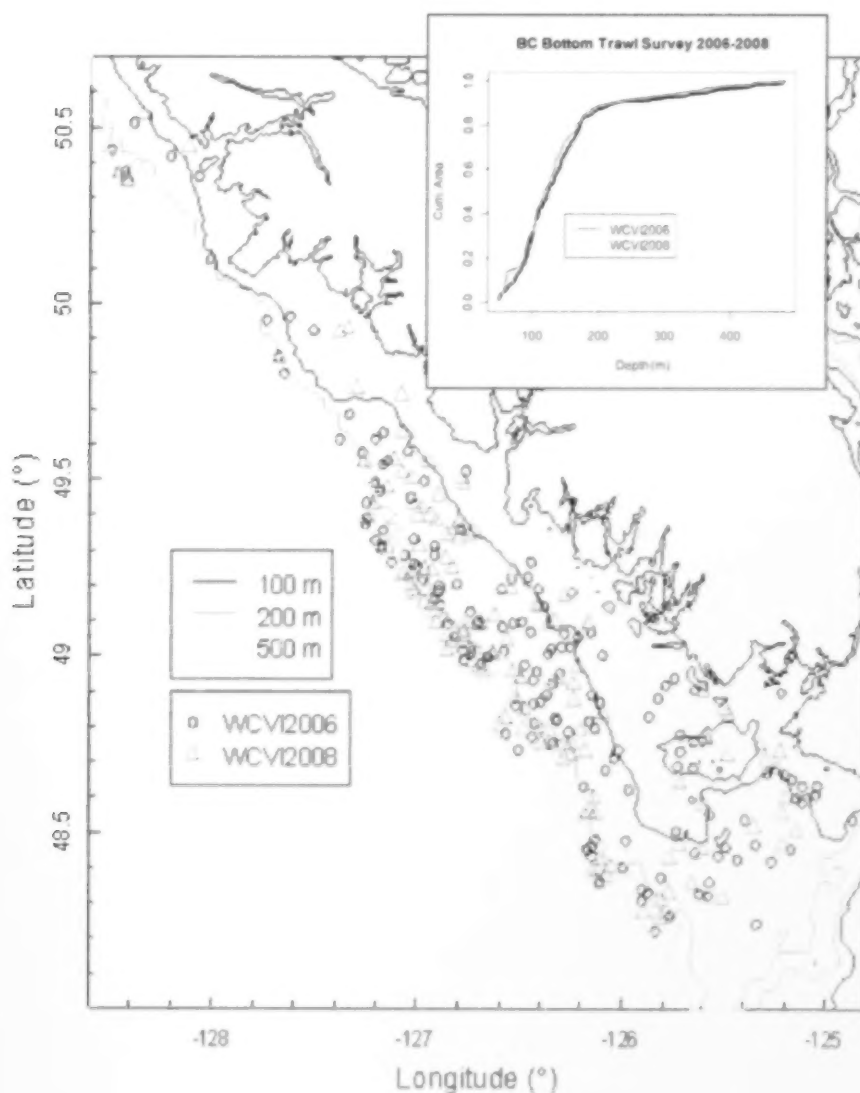 BC Bottom Trawl Survey 2006-2008
Cum. Area
0.0 0.2 0.4 0.6 0.8 1.0
WCVI2006
WCVI2008
100 200 300 400
Depth (m)
Latitude (°)
50.5
50
49.5
49
48.5
100 m
200 m
500 m
WCVI2006
WCVI2008
-128 -127 -126 -125
Longitude (°)